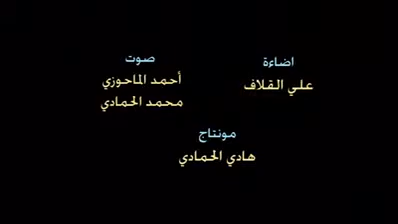 اضاءة
علي القلاف
صوت
أحمد الماحوزي
محمد الحمادي
مونتاج
هادي الحمادي